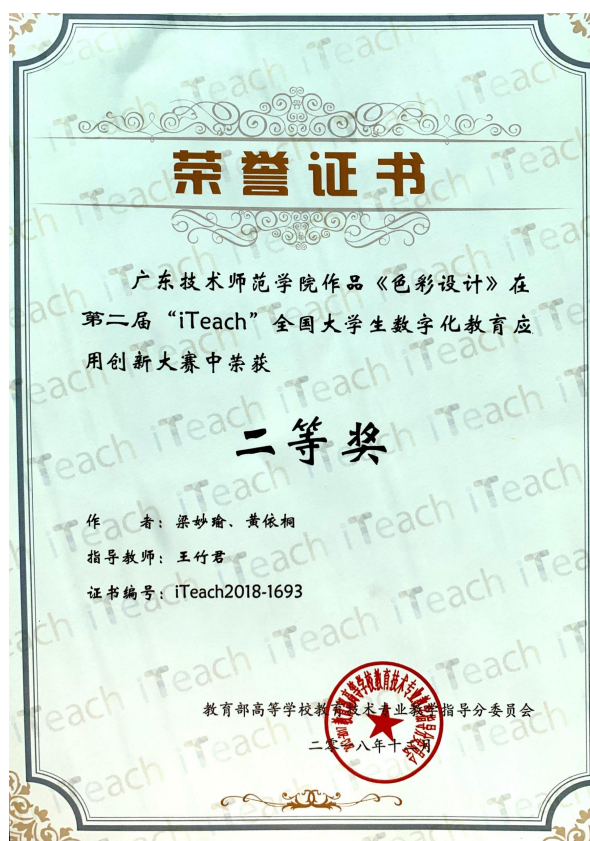 荣誉证书
广东技术师范学院作品《色彩设计》在
第二届“iTeach”全国大学生数字化教育应
用创新大赛中荣获
二等奖
作 者：梁妙瑜、黄依桐
指导教师：王竹君
证书编号：iTeach2018-1693
教育部高等学校教育技术专业教学指导分委员会
二零一八年十 月